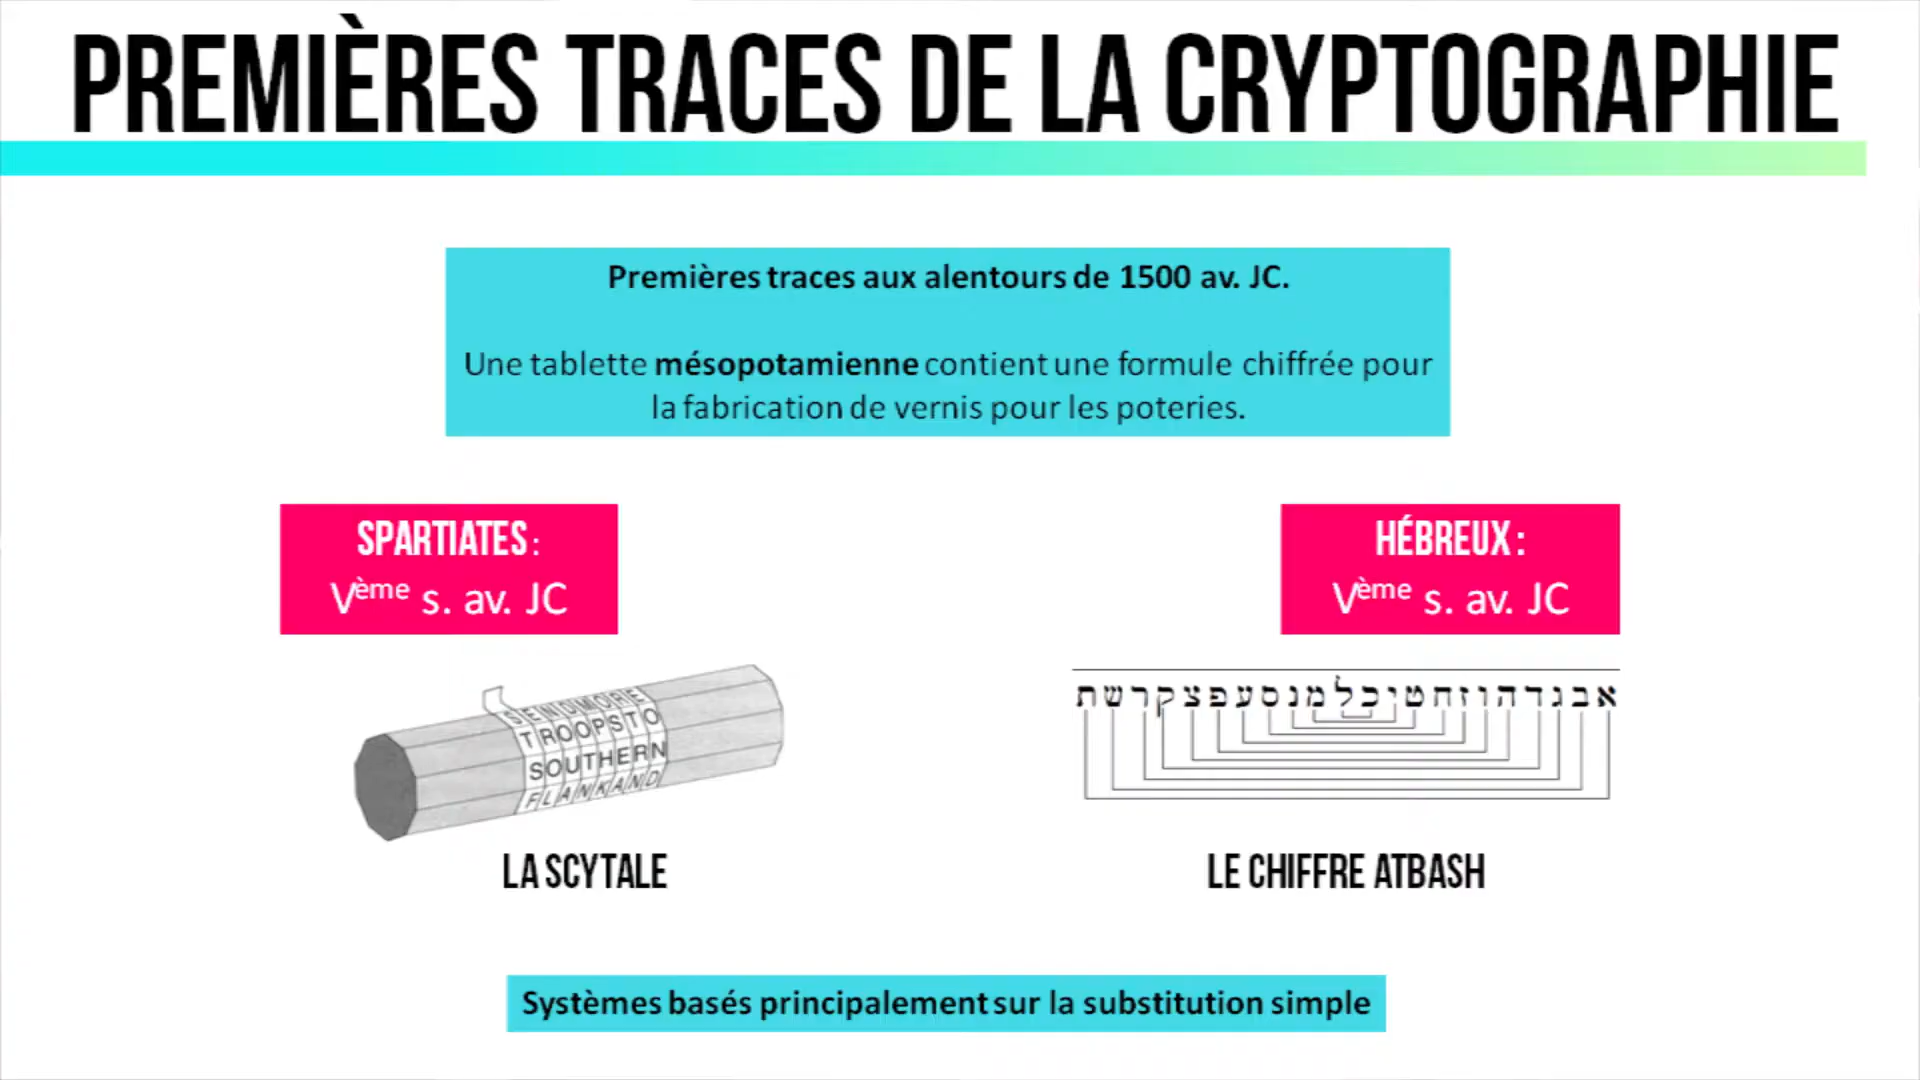 PREMIÈRES TRACES DE LA CRYPTOGRAPHIE
Premières traces aux alentours de 1500 av. JC.
Une tablette mésopotamienne contient une formule chiffrée pour
la fabrication de vernis pour les poteries.
SPARTIATES :
Vème s. av. JC
HÉBREUX :
Vème s. av. JC
SENDMORE
TROOPSTO
SOUTHERN
FLANKAND
אבגדהוזחטיכלמנסעפצקרשת
LA SCYTALE
LE CHIFFRE ATBASH
Systèmes basés principalement sur la substitution simple